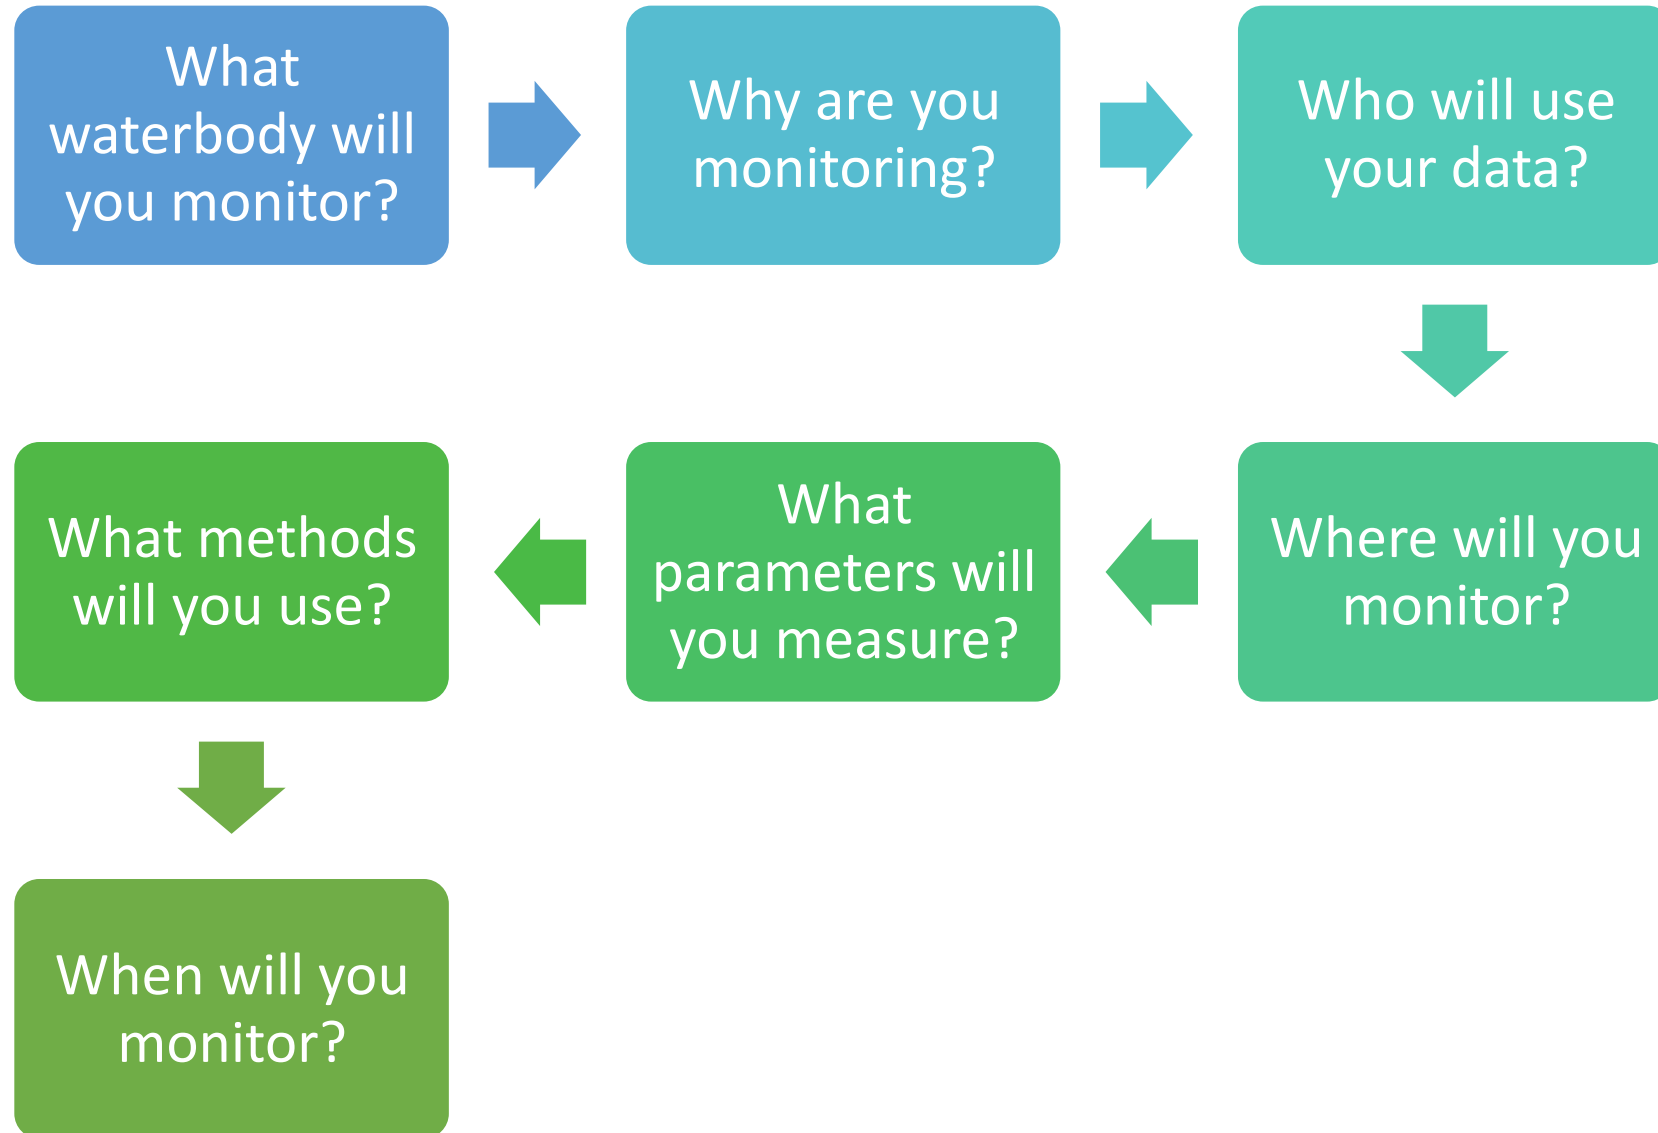 What
waterbody will
you monitor?
Why are you
monitoring?
Who will use
your data?
Where will you
monitor?
What
parameters will
you measure?
What methods
will you use?
When will you
monitor?